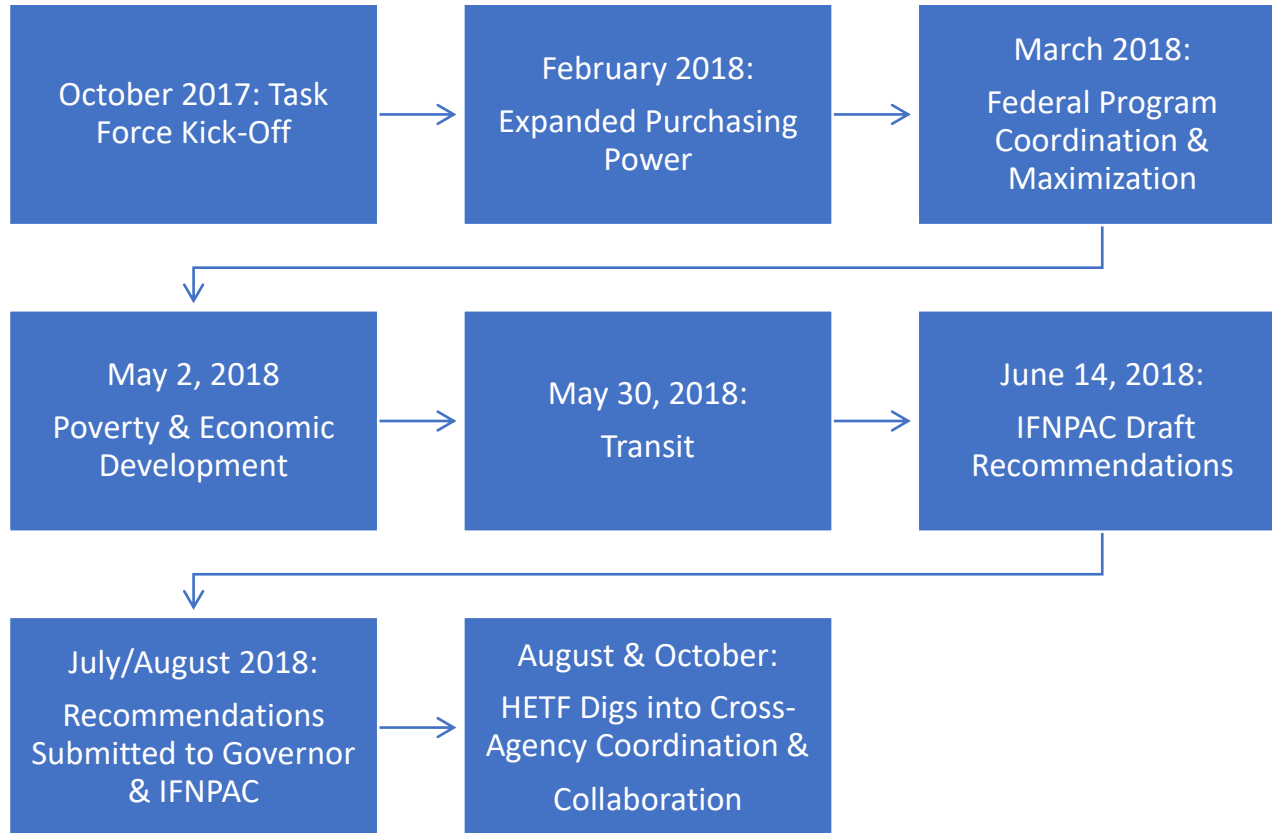 October 2017: Task
Force Kick-Off
February 2018:
Expanded Purchasing
Power
March 2018:
Federal Program
Coordination &
Maximization
May 2, 2018
Poverty & Economic
Development
May 30, 2018:
Transit
June 14, 2018:
IFNPAC Draft
Recommendations
July/August 2018:
Recommendations
Submitted to Governor
& IFNPAC
August & October:
HETF Digs into Cross-
Agency Coordination &
Collaboration